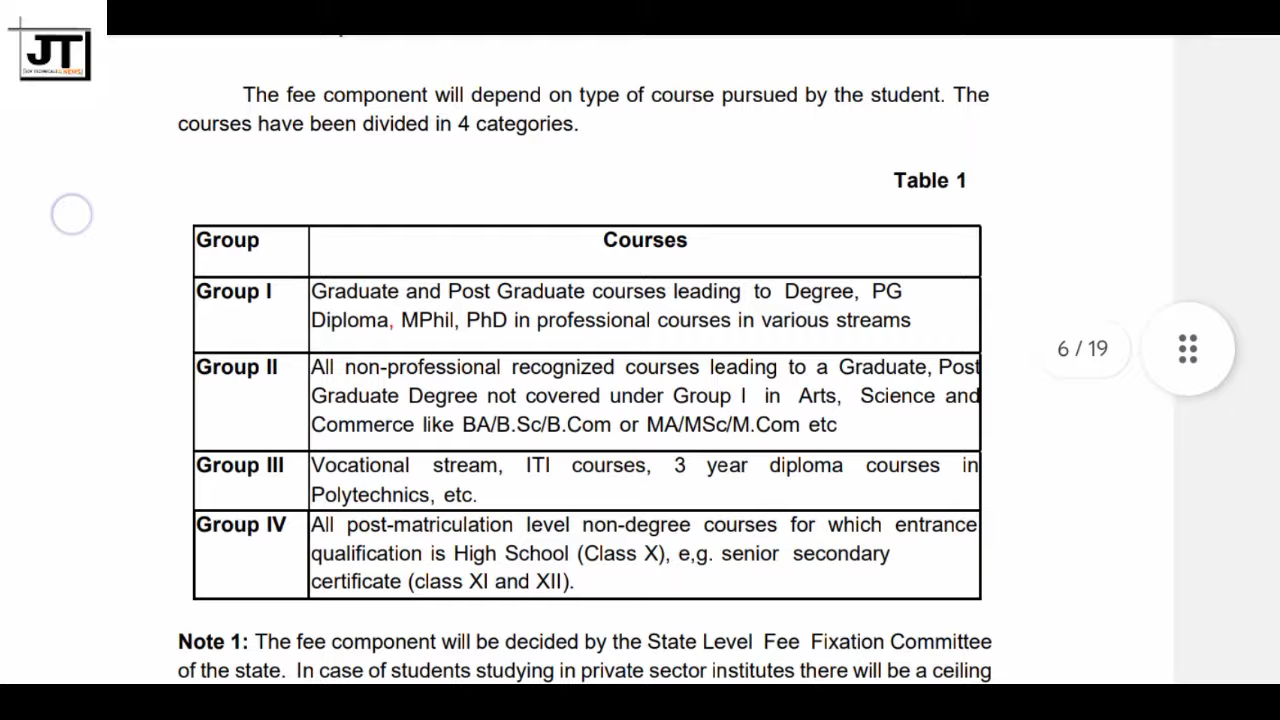 JT
NEWS
The fee component will depend on type of course pursued by the student. The
courses have been divided in 4 categories.
Table 1
Group Courses
Group I Graduate and Post Graduate courses leading to Degree, PG
Diploma, MPhil, PhD in professional courses in various streams
Group II All non-professional recognized courses leading to a Graduate, Post
Graduate Degree not covered under Group I in Arts, Science and
Commerce like BA/B.Sc/B.Com or MA/MSc/M.Com etc
Group III Vocational stream, ITI courses, 3 year diploma courses in
Polytechnics, etc.
Group IV All post-matriculation level non-degree courses for which entrance
qualification is High School (Class X), e,g. senior secondary
certificate (class XI and XII).
6 / 19
Note 1: The fee component will be decided by the State Level Fee Fixation Committee
of the state. In case of students studying in private sector institutes there will be a ceiling